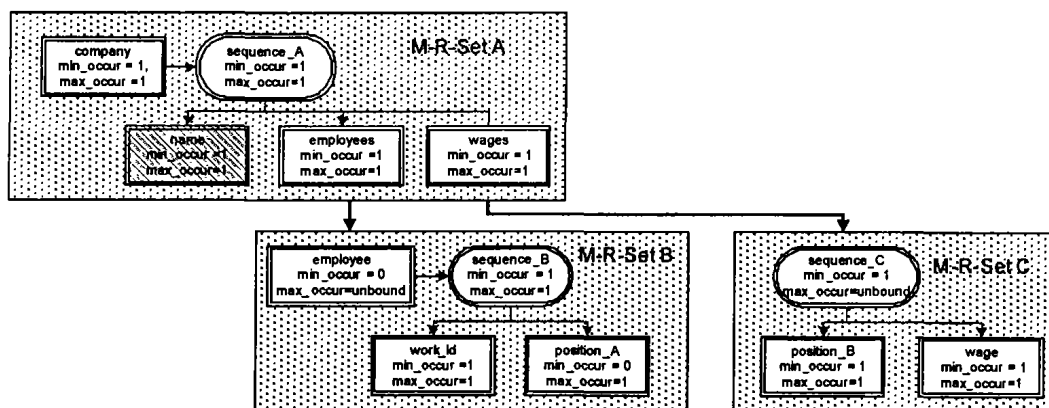 M-R-Set A
company
min_occur = 1,
max_occur =1
sequence_A
min_occur =1
max_occur=1
name
min_occur =1
max_occur=1
employees
min_occur =1
max_occur=1
wages
min_occur = 1
max_occur=1
M-R-Set B
employee
min_occur = 0
max_occur=unbound
sequence_B
min_occur = 1
max_occur=1
work_id
min_occur =1
max_occur=1
position_A
min_occur = 0
max_occur=1
M-R-Set C
sequence_C
min_occur = 1
max_occur=unbound
position_B
min_occur = 1
max_occur=1
wage
min_occur = 1
max_occur=1